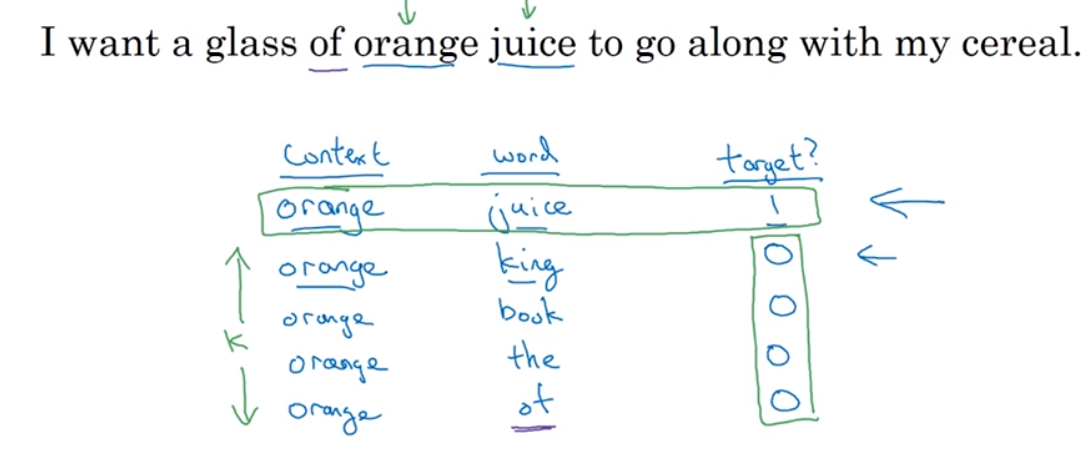 I want a glass of orange juice to go along with my cereal.
Context word target?
orange juice 1
orange king 0
orange book 0
K
orange the 0
orange of 0